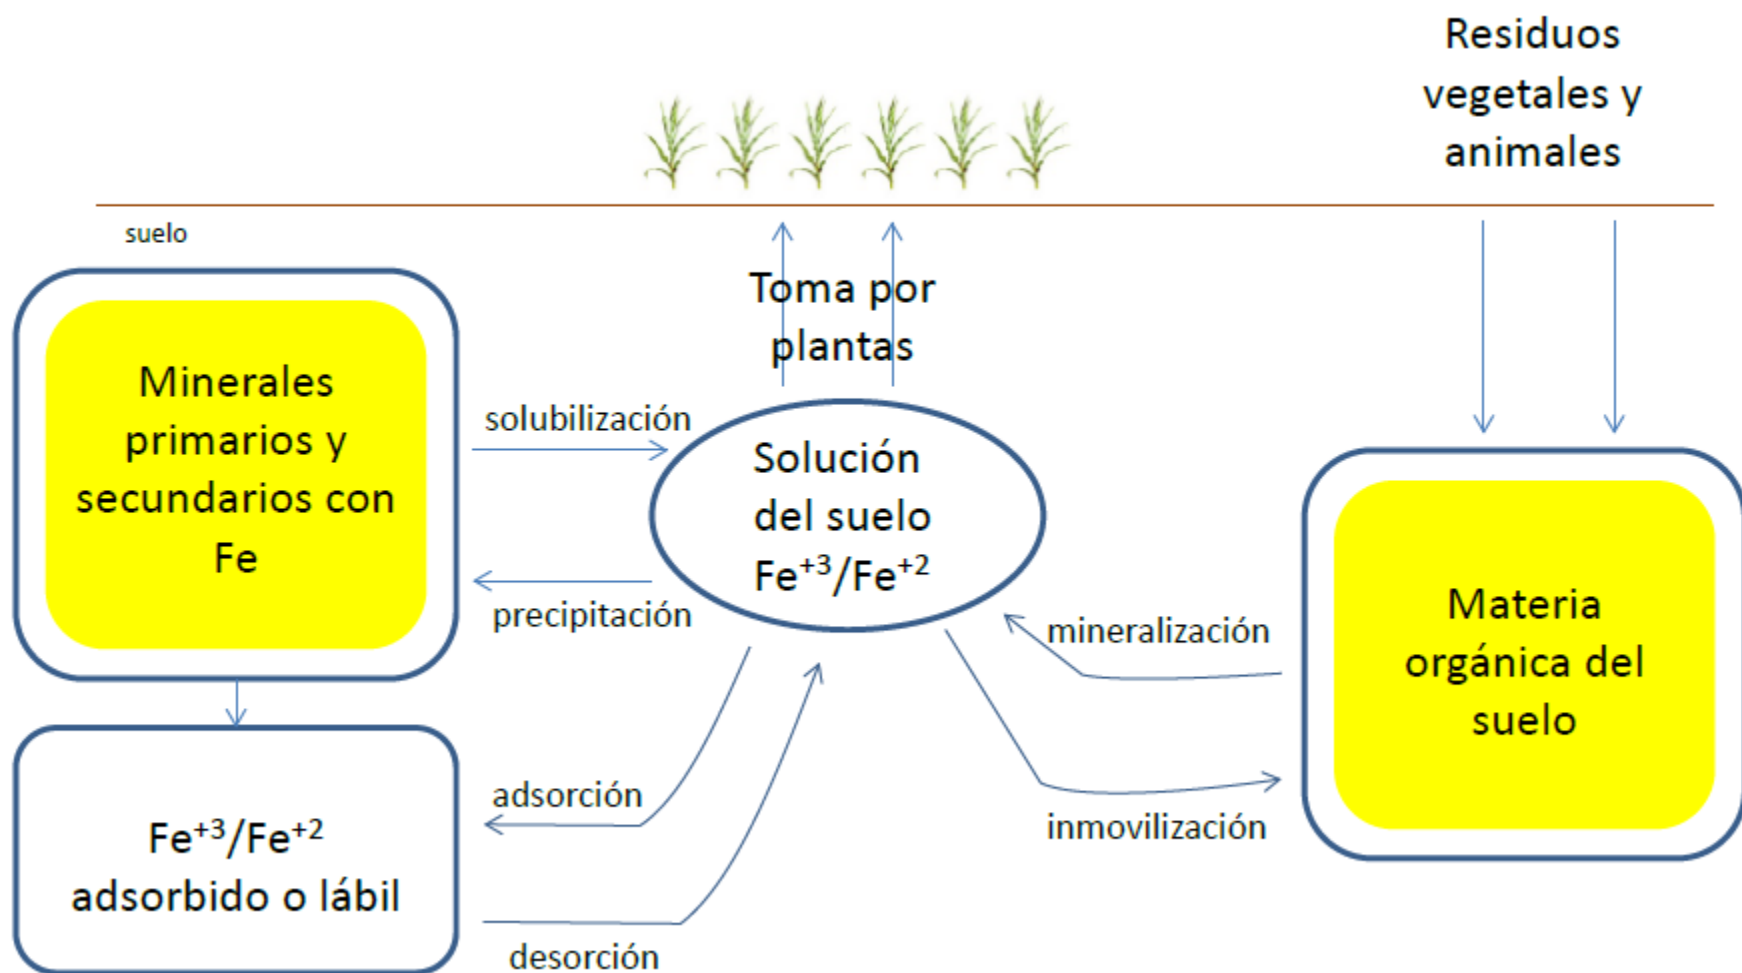 Residuos
vegetales y
animales
suelo
Toma por
plantas
Minerales
primarios y
secundarios con
Fe
solubilización
precipitación
Solución
del suelo
Fe⁺³/Fe⁺²
mineralización
inmovilización
Materia
orgánica del
suelo
adsorción
desorción
Fe⁺³/Fe⁺²
adsorbido o lábil